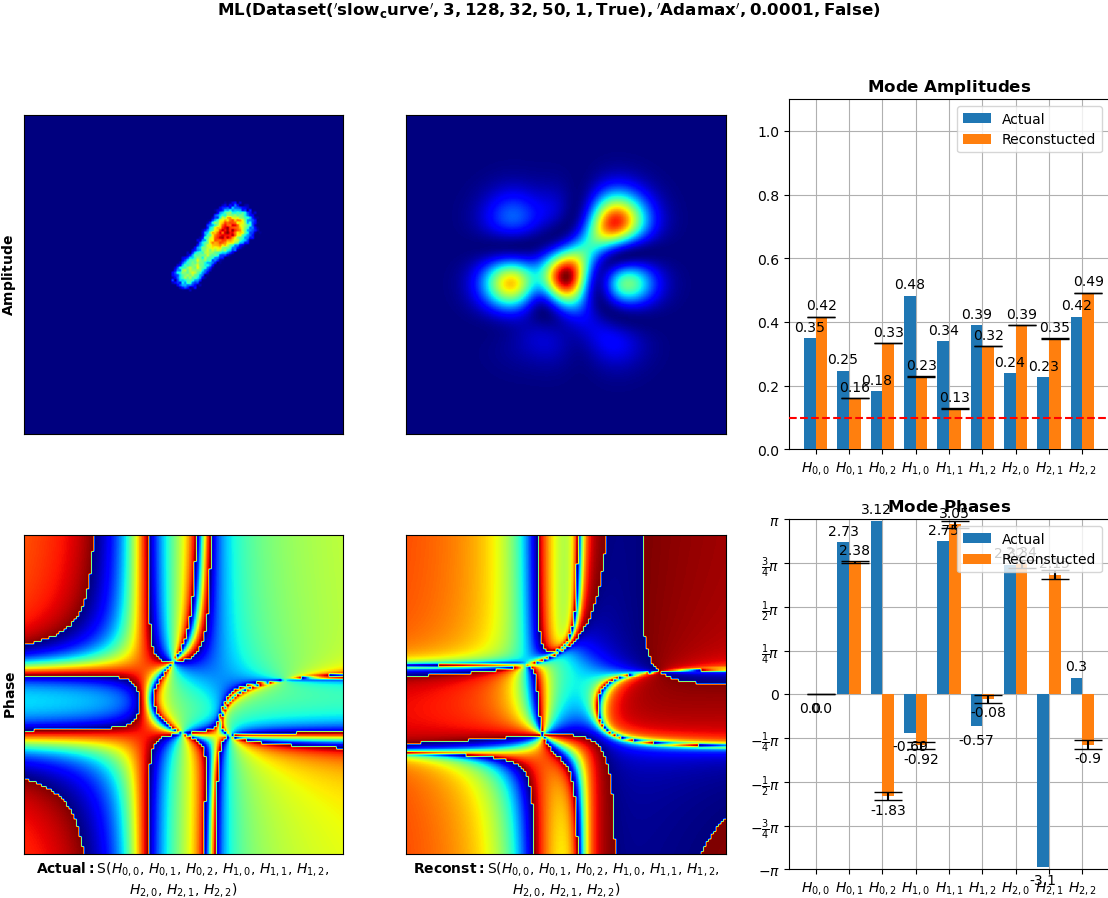 ML(Dataset('slow_curve', 3, 128, 32, 50, 1, True), 'Adamax', 0.0001, False)
Amplitude
Mode Amplitudes
Actual
Reconstucted
1.0
0.8
0.6
0.4
0.2
0.0
0.35
0.42
0.25
0.16
0.18
0.33
0.48
0.23
0.34
0.13
0.39
0.32
0.24
0.39
0.23
0.35
0.42
0.49
H0,0 H0,1 H0,2 H1,0 H1,1 H1,2 H2,0 H2,1 H2,2
Phase
Mode Phases
Actual
Reconstucted
π
3/4π
1/2π
1/4π
0
−1/4π
−1/2π
−3/4π
−π
0.0
2.73
2.38
3.12
-1.83
-0.69
-0.92
2.75
3.05
-0.57
-0.08
-3.1
0.3
-0.9
H0,0 H0,1 H0,2 H1,0 H1,1 H1,2 H2,0 H2,1 H2,2
Actual: S(H0,0, H0,1, H0,2, H1,0, H1,1, H1,2,
H2,0, H2,1, H2,2)
Reconst: S(H0,0, H0,1, H0,2, H1,0, H1,1, H1,2,
H2,0, H2,1, H2,2)